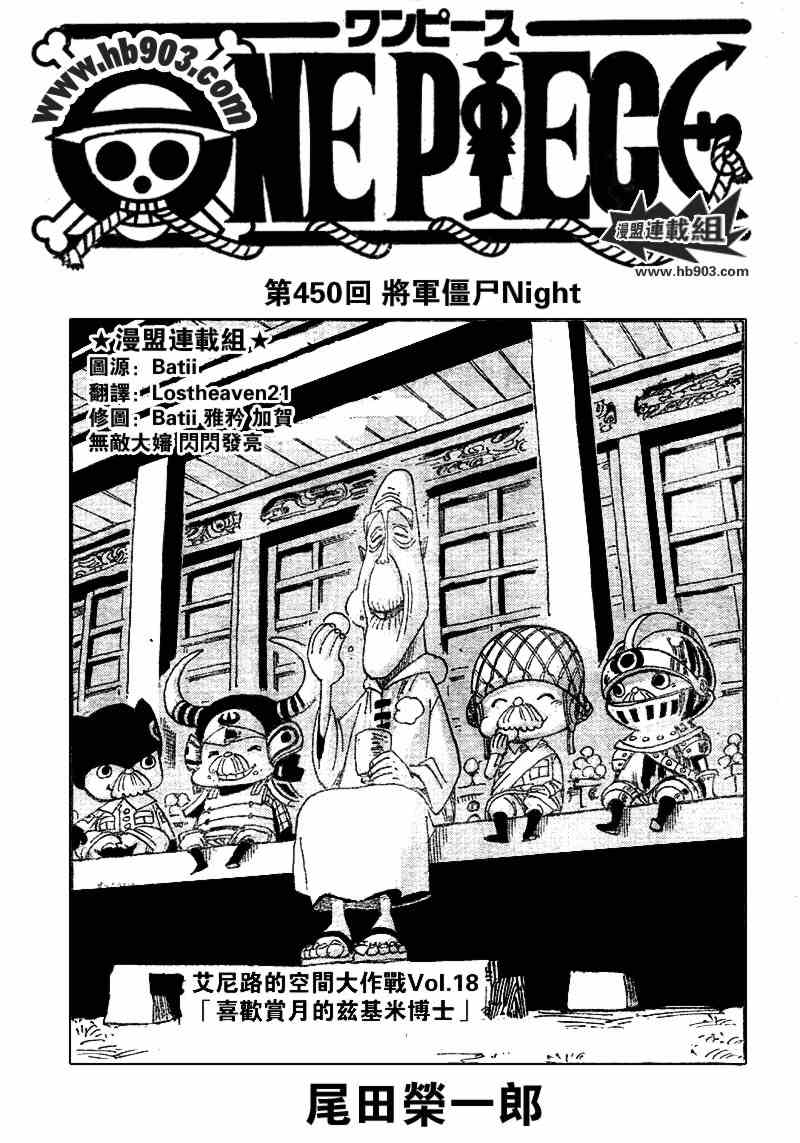 ワンピース
www.hb903.com
ONE PIECE
漫盟連載組
www.hb903.com
第450回 將軍僵尸Night
★漫盟連載組★
圖源：Batii
翻譯：Lostheaven21
修圖：Batii 雅矜 加賀
無敵大嬸 閃閃發亮
艾尼路的空間大作戰Vol.18
「喜歡賞月的兹基米博士」
尾田榮一郎